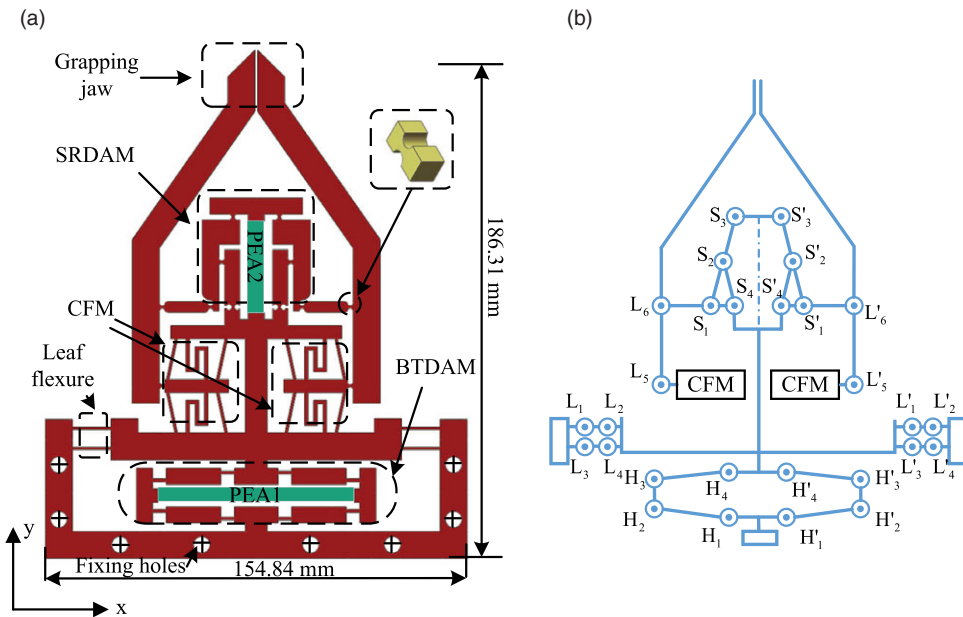 (a)
Grapping
jaw
SRDAM
PEA2
186.31 mm
CFM
Leaf
flexure
BTDAM
PEA1
Fixing holes
154.84 mm
y
x
(b)
S3
S'3
S2
S'2
S4
S'4
L6
S1
S'1
L'6
L5
CFM
CFM
L'5
L1
L2
L'1
L'2
L3
L4
L'3
L'4
H3
H4
H'4
H'3
H2
H1
H'1
H'2